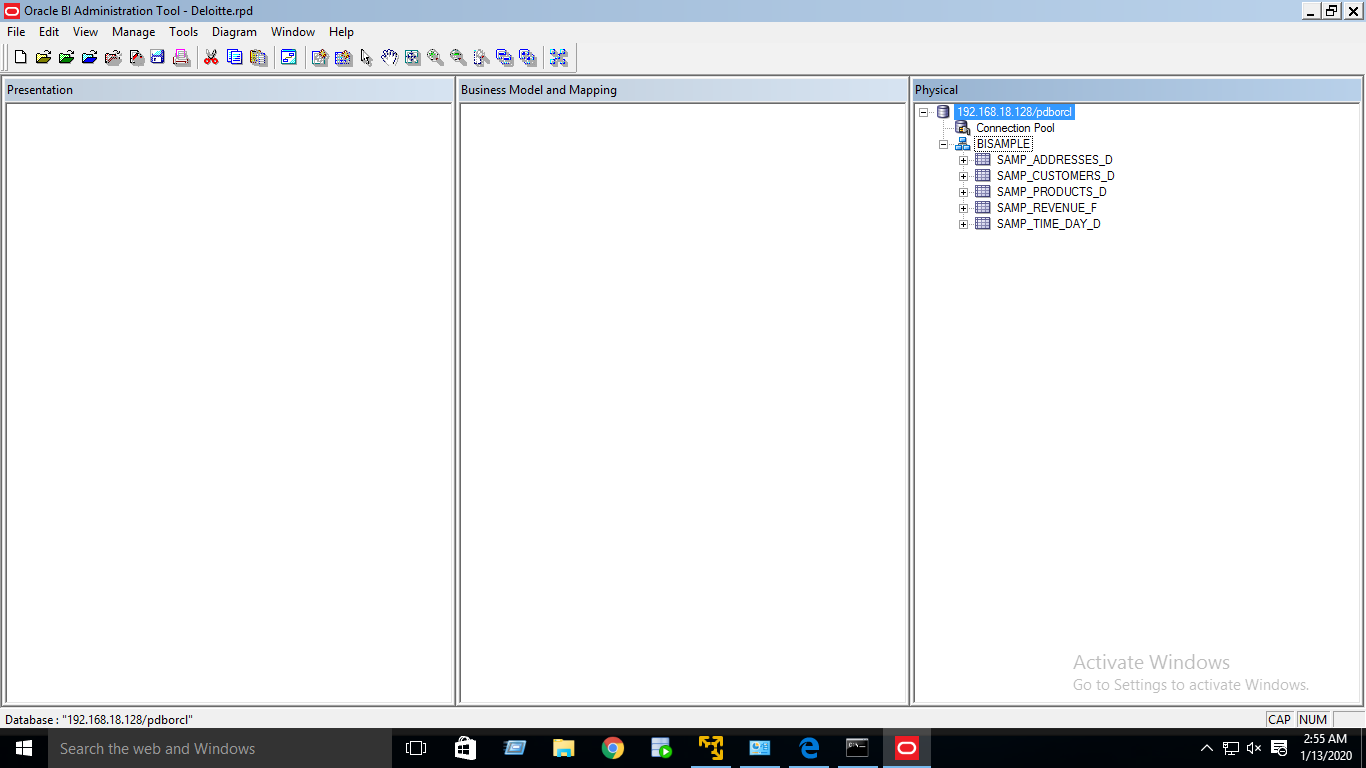 Oracle BI Administration Tool - Deloitte.rpd
File Edit View Manage Tools Diagram Window Help
Presentation
Business Model and Mapping
Physical
192.168.18.128/pdborcl
Connection Pool
BISAMPLE
SAMP_ADDRESSES_D
SAMP_CUSTOMERS_D
SAMP_PRODUCTS_D
SAMP_REVENUE_F
SAMP_TIME_DAY_D
Activate Windows
Go to Settings to activate Windows.
Database : "192.168.18.128/pdborcl"
CAP NUM
Search the web and Windows
2:55 AM
1/13/2020